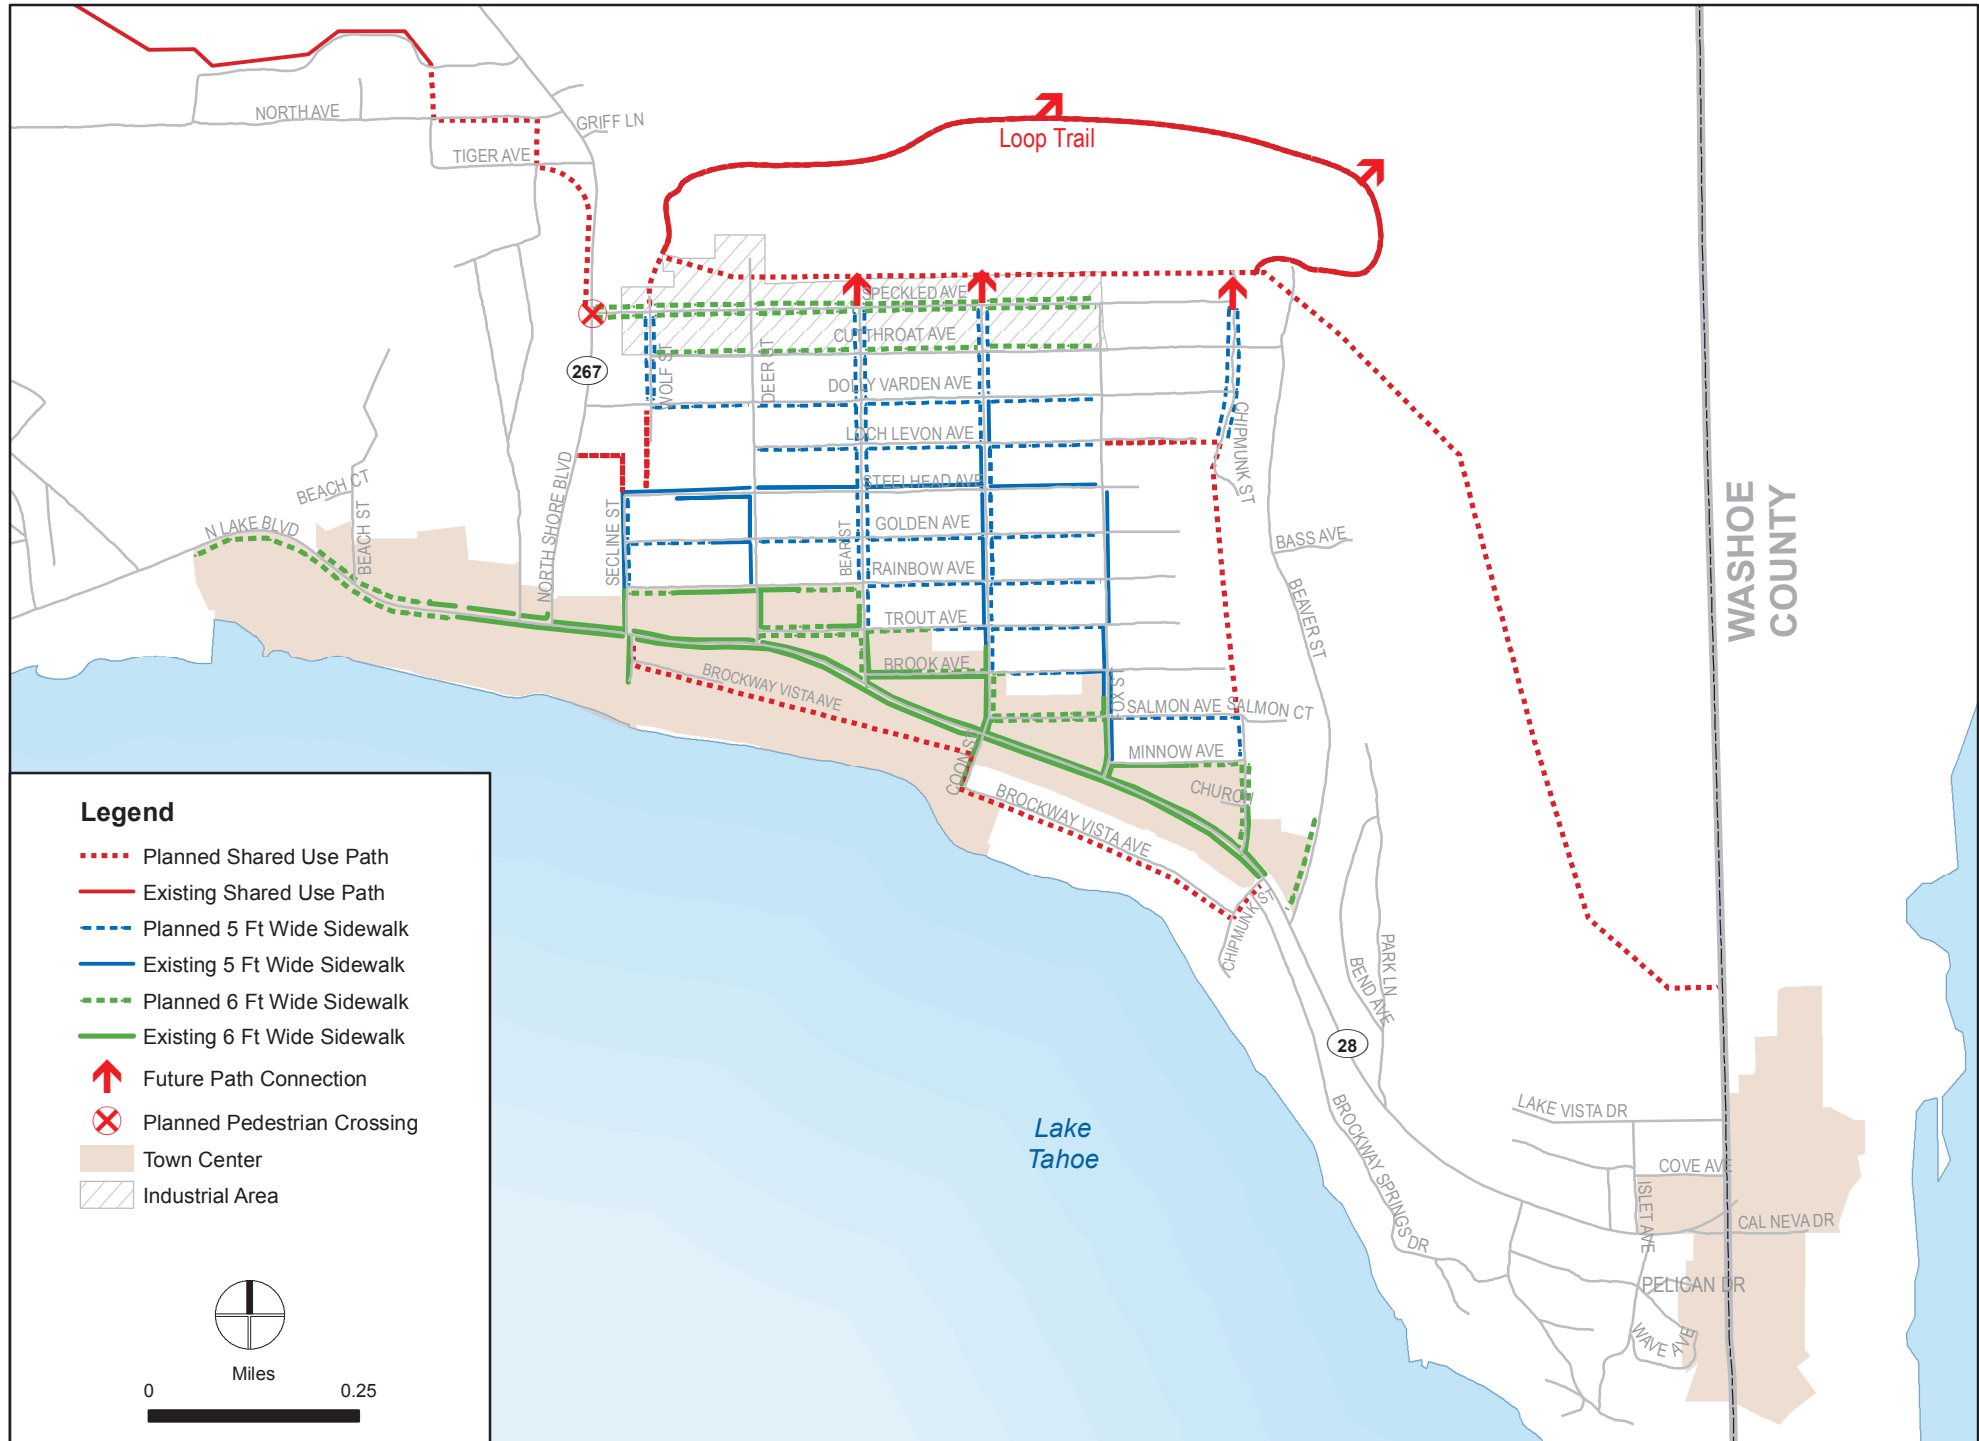 NORTH AVE
GRIFF LN
TIGER AVE
Loop Trail
SPECKLED AVE
CUTTHROAT AVE
267
WOLF ST
DEER ST
DOLLY VARDEN AVE
LOCH LEVON AVE
CHIPMUNK ST
BEACH CT
NORTH SHORE BLVD
STEELHEAD AVE
N LAKE BLVD
BEACH ST
SECLINE ST
BEAR ST
GOLDEN AVE
BASS AVE
RAINBOW AVE
BEAVER ST
WASHOE
COUNTY
TROUT AVE
BROOK AVE
BROCKWAY VISTA AVE
FOX ST
SALMON AVE
SALMON CT
MINNOW AVE
COON ST
CHURCH
BROCKWAY VISTA AVE
CHIPMUNK ST
PARK LN
BEND AVE
28
BROCKWAY SPRINGS DR
LAKE VISTA DR
COVE AVE
ISLET AVE
CAL NEVA DR
PELICAN DR
WAVE AVE
Lake
Tahoe
Legend
Planned Shared Use Path
Existing Shared Use Path
Planned 5 Ft Wide Sidewalk
Existing 5 Ft Wide Sidewalk
Planned 6 Ft Wide Sidewalk
Existing 6 Ft Wide Sidewalk
Future Path Connection
Planned Pedestrian Crossing
Town Center
Industrial Area
Miles
0 0.25